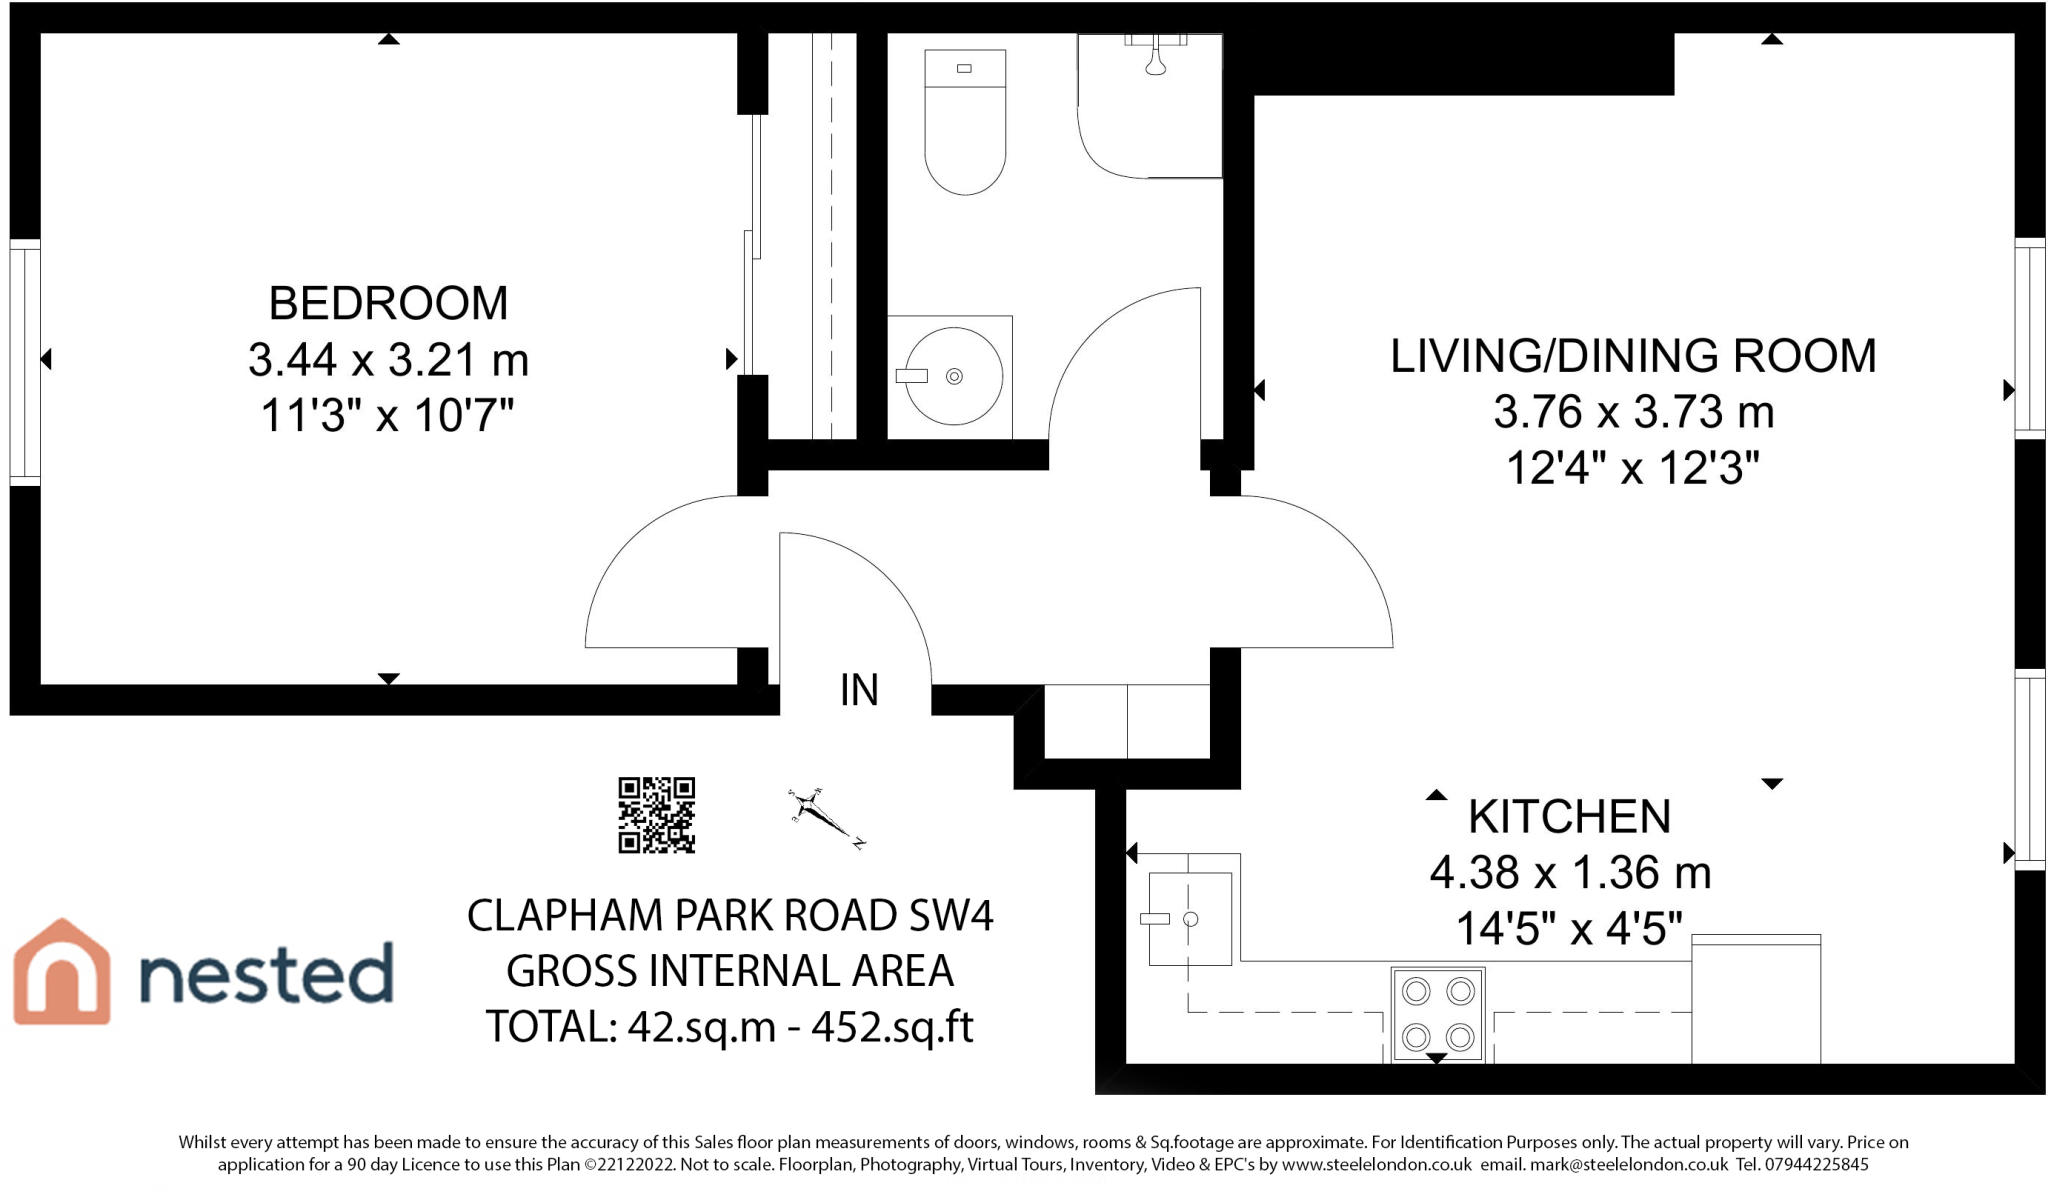 BEDROOM
3.44 x 3.21 m
11'3" x 10'7"
LIVING/DINING ROOM
3.76 x 3.73 m
12'4" x 12'3"
IN
KITCHEN
4.38 x 1.36 m
14'5" x 4'5"
S
W
E
N
nested
CLAPHAM PARK ROAD SW4
GROSS INTERNAL AREA
TOTAL: 42.sq.m - 452.sq.ft
Whilst every attempt has been made to ensure the accuracy of this Sales floor plan measurements of doors, windows, rooms & Sq.footage are approximate. For Identification Purposes only. The actual property will vary. Price on
application for a 90 day Licence to use this Plan ©22122022. Not to scale. Floorplan, Photography, Virtual Tours, Inventory, Video & EPC's by www.steelelondon.co.uk email. mark@steelelondon.co.uk Tel. 07944225845